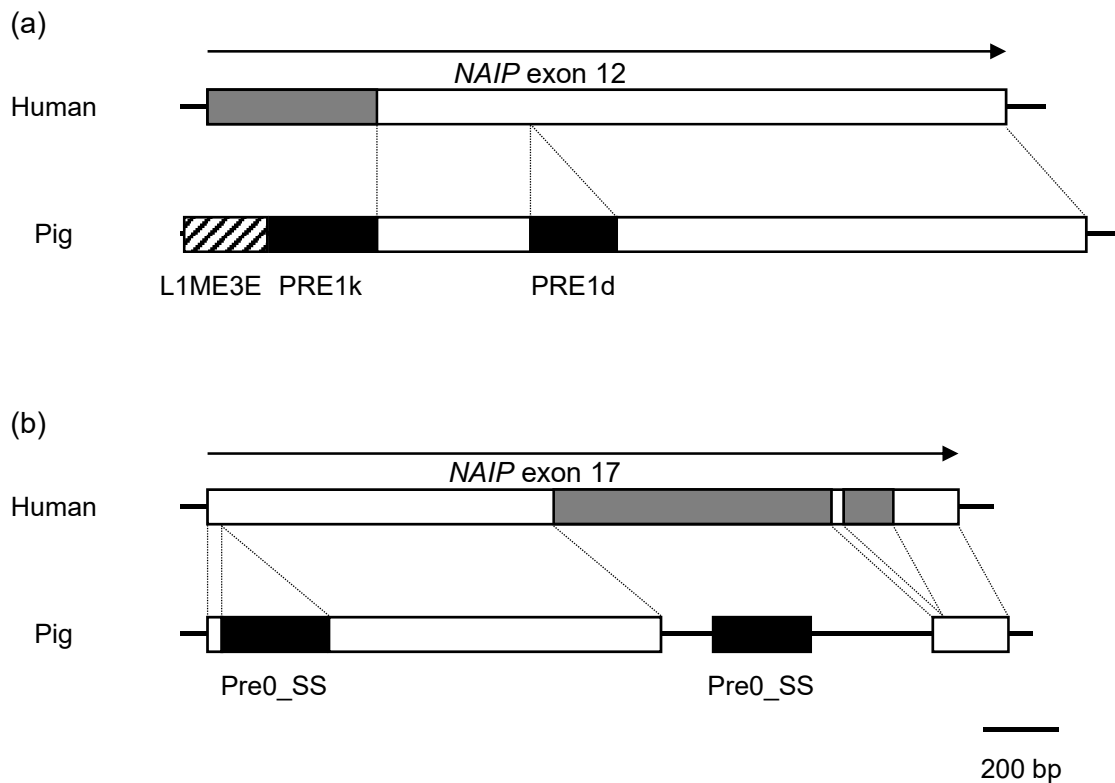 (a)
NAIP exon 12
Human
Pig
L1ME3E PRE1k PRE1d
(b)
NAIP exon 17
Human
Pig
Pre0_SS Pre0_SS
200 bp